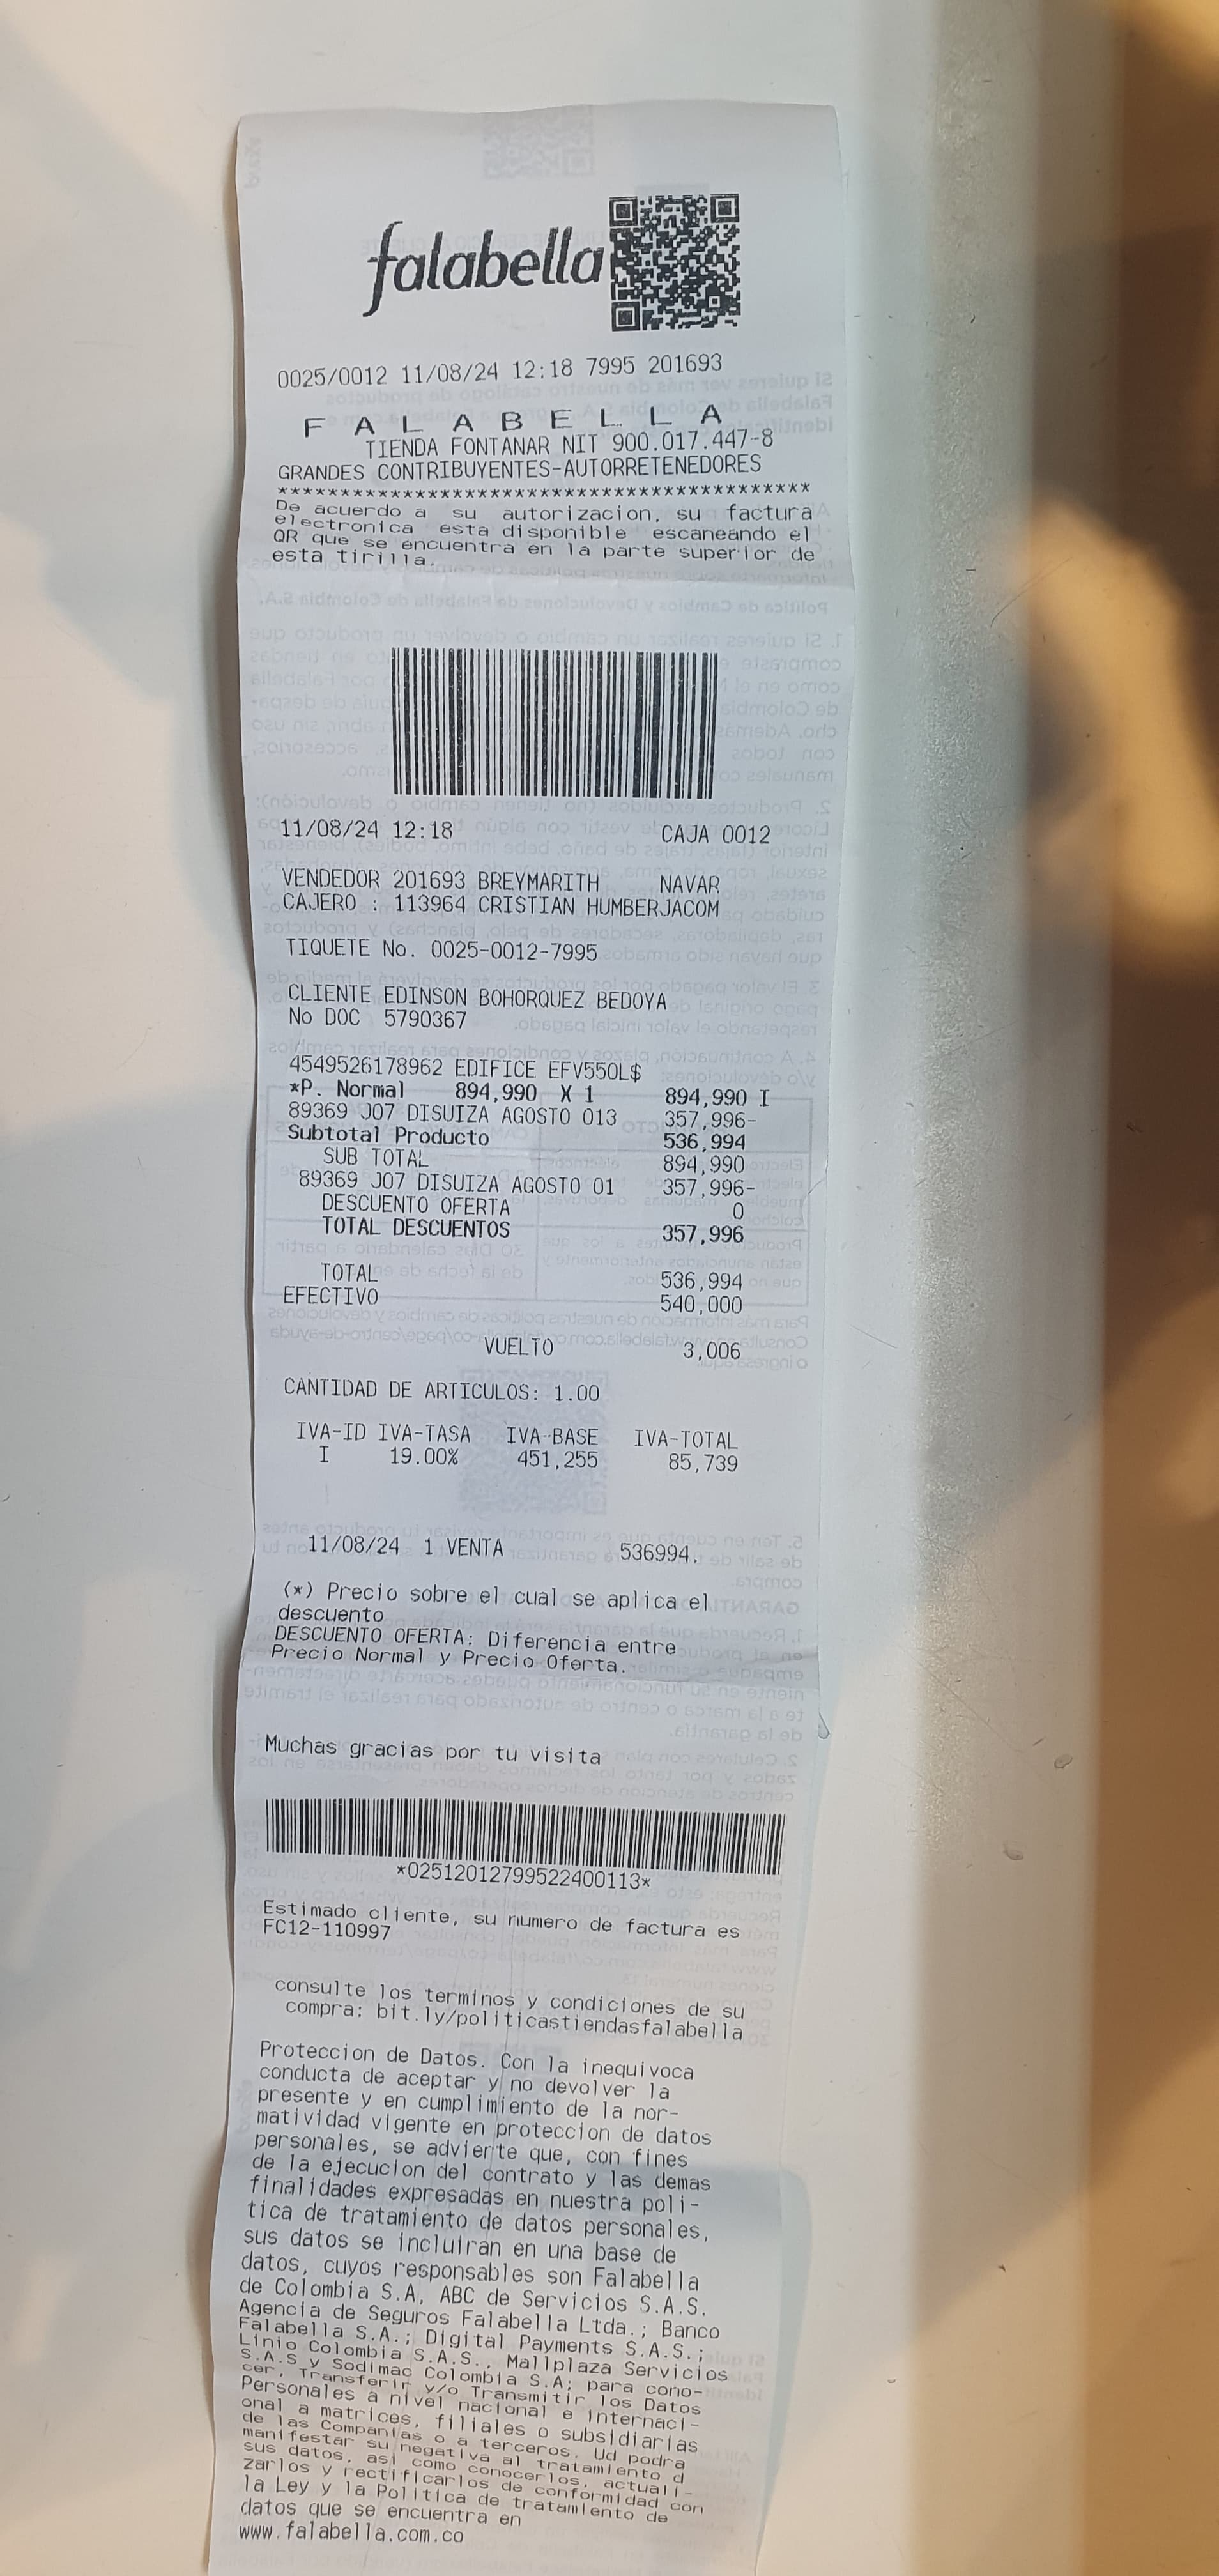 falabella
0025/0012 11/08/24 12:18 7995 201693
F A L A B E L L A
TIENDA FONTANAR NIT 900.017.447-8
GRANDES CONTRIBUYENTES-AUTORRETENEDORES
******************************************
De acuerdo a su autorizacion, su factura
electronica esta disponible escaneando el
QR que se encuentra en la parte superior de
esta tirilla.
11/08/24 12:18 CAJA 0012
VENDEDOR 201693 BREYMARITH NAVAR
CAJERO : 113964 CRISTIAN HUMBERJACOM
TIQUETE No. 0025-0012-7995
CLIENTE EDINSON BOHORQUEZ BEDOYA
No DOC 5790367
4549526178962 EDIFICE EFV550L$
*P. Normal 894,990 X 1 894,990 I
89369 J07 DISUIZA AGOSTO 013 357,996-
Subtotal Producto 536,994
SUB TOTAL 894,990
89369 J07 DISUIZA AGOSTO 01 357,996-
DESCUENTO OFERTA 0
TOTAL DESCUENTOS 357,996
TOTAL 536,994
EFECTIVO 540,000
VUELTO 3,006
CANTIDAD DE ARTICULOS: 1.00
IVA-ID IVA-TASA IVA-BASE IVA-TOTAL
I 19.00% 451,255 85,739
11/08/24 1 VENTA 536994.
(*) Precio sobre el cual se aplica el
descuento
DESCUENTO OFERTA: Diferencia entre
Precio Normal y Precio Oferta.
Muchas gracias por tu visita
*02512012799522400113*
Estimado cliente, su numero de factura es
FC12-110997
consulte los terminos y condiciones de su
compra: bit.ly/politicastiendasfalabella
Proteccion de Datos. Con la inequivoca
conducta de aceptar y no devolver la
presente y en cumplimiento de la nor-
matividad vigente en proteccion de datos
personales, se advierte que, con fines
de la ejecucion del contrato y las demas
finalidades expresadas en nuestra poli-
tica de tratamiento de datos personales,
sus datos se incluiran en una base de
datos, cuyos responsables son Falabella
de Colombia S.A, ABC de Servicios S.A.S.
Agencia de Seguros Falabella Ltda.; Banco
Falabella S.A.; Digital Payments S.A.S.;
Linio Colombia S.A.S., Mallplaza Servicios
S.A.S y Sodimac Colombia S.A; para cono-
cer, Transferir y/o Transmitir los Datos
Personales a nivel nacional e Internaci-
onal a matrices, filiales o subsidiarias
de las Companias o a terceros. Ud podra
manifestar su negativa al tratamiento d
sus datos, asi como conocerlos, actuali-
zarlos y rectificarlos de conformidad con
la Ley y la Politica de tratamiento de
datos que se encuentra en
www.falabella.com.co